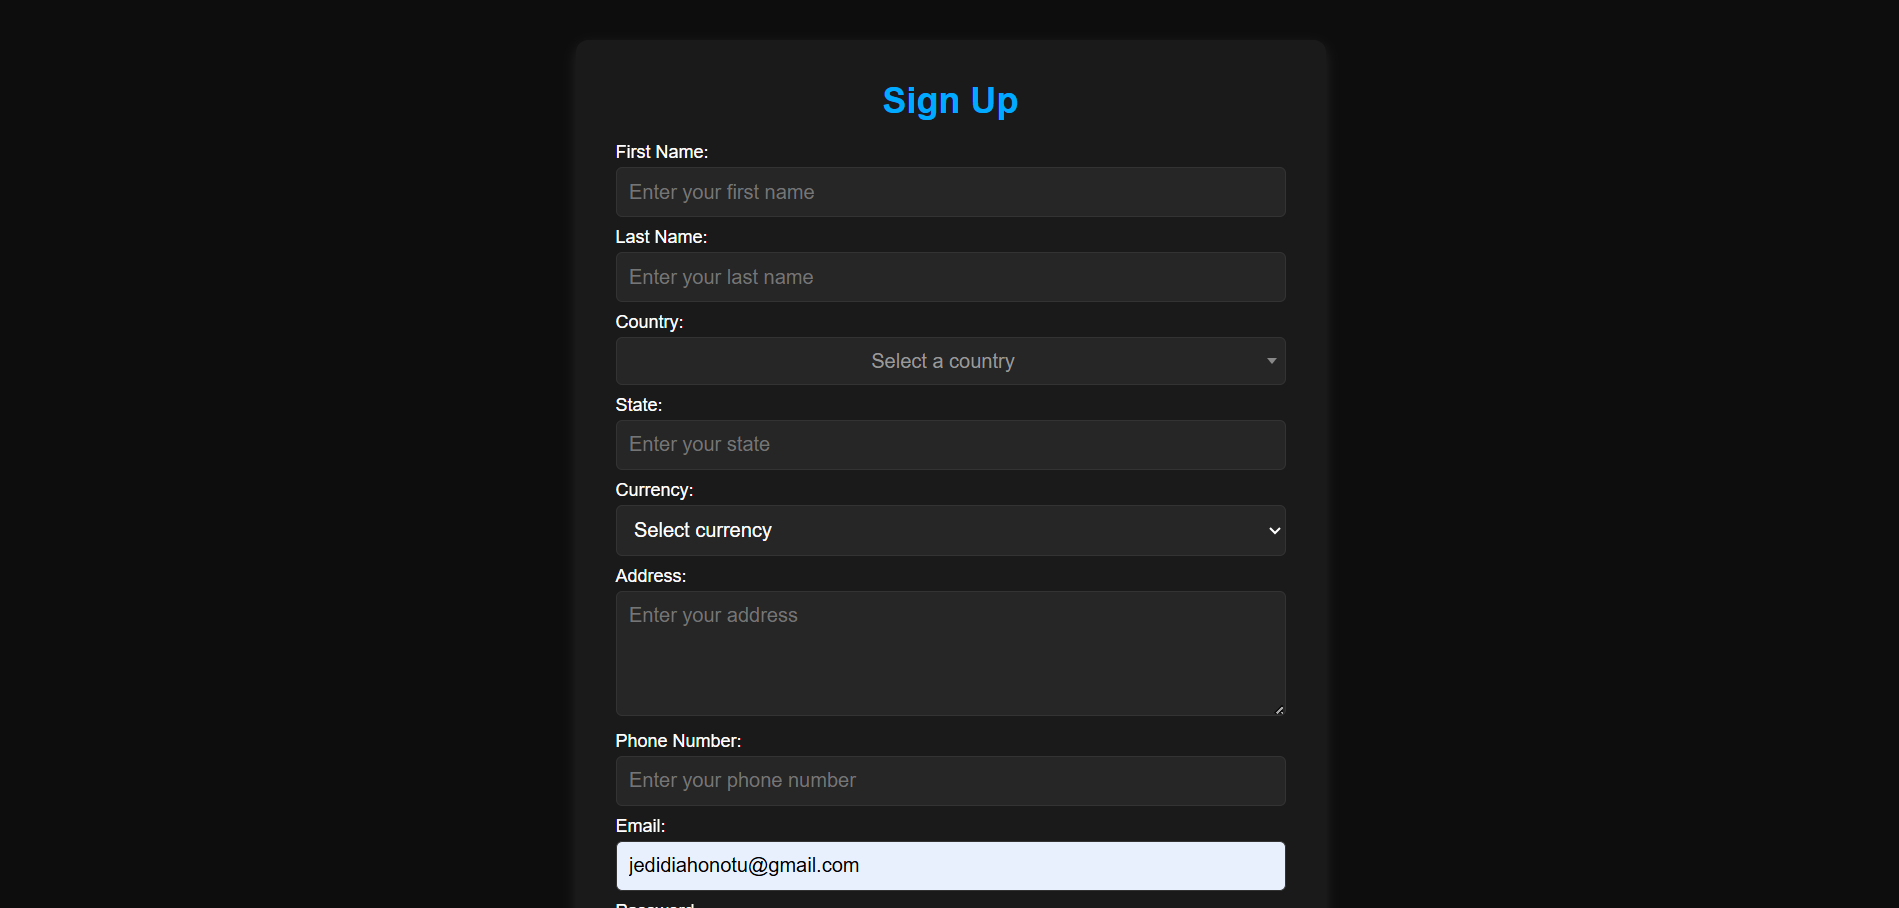 Sign Up
First Name:
Enter your first name
Last Name:
Enter your last name
Country:
Select a country
State:
Enter your state
Currency:
Select currency
Address:
Enter your address
Phone Number:
Enter your phone number
Email:
jedidiahonotu@gmail.com